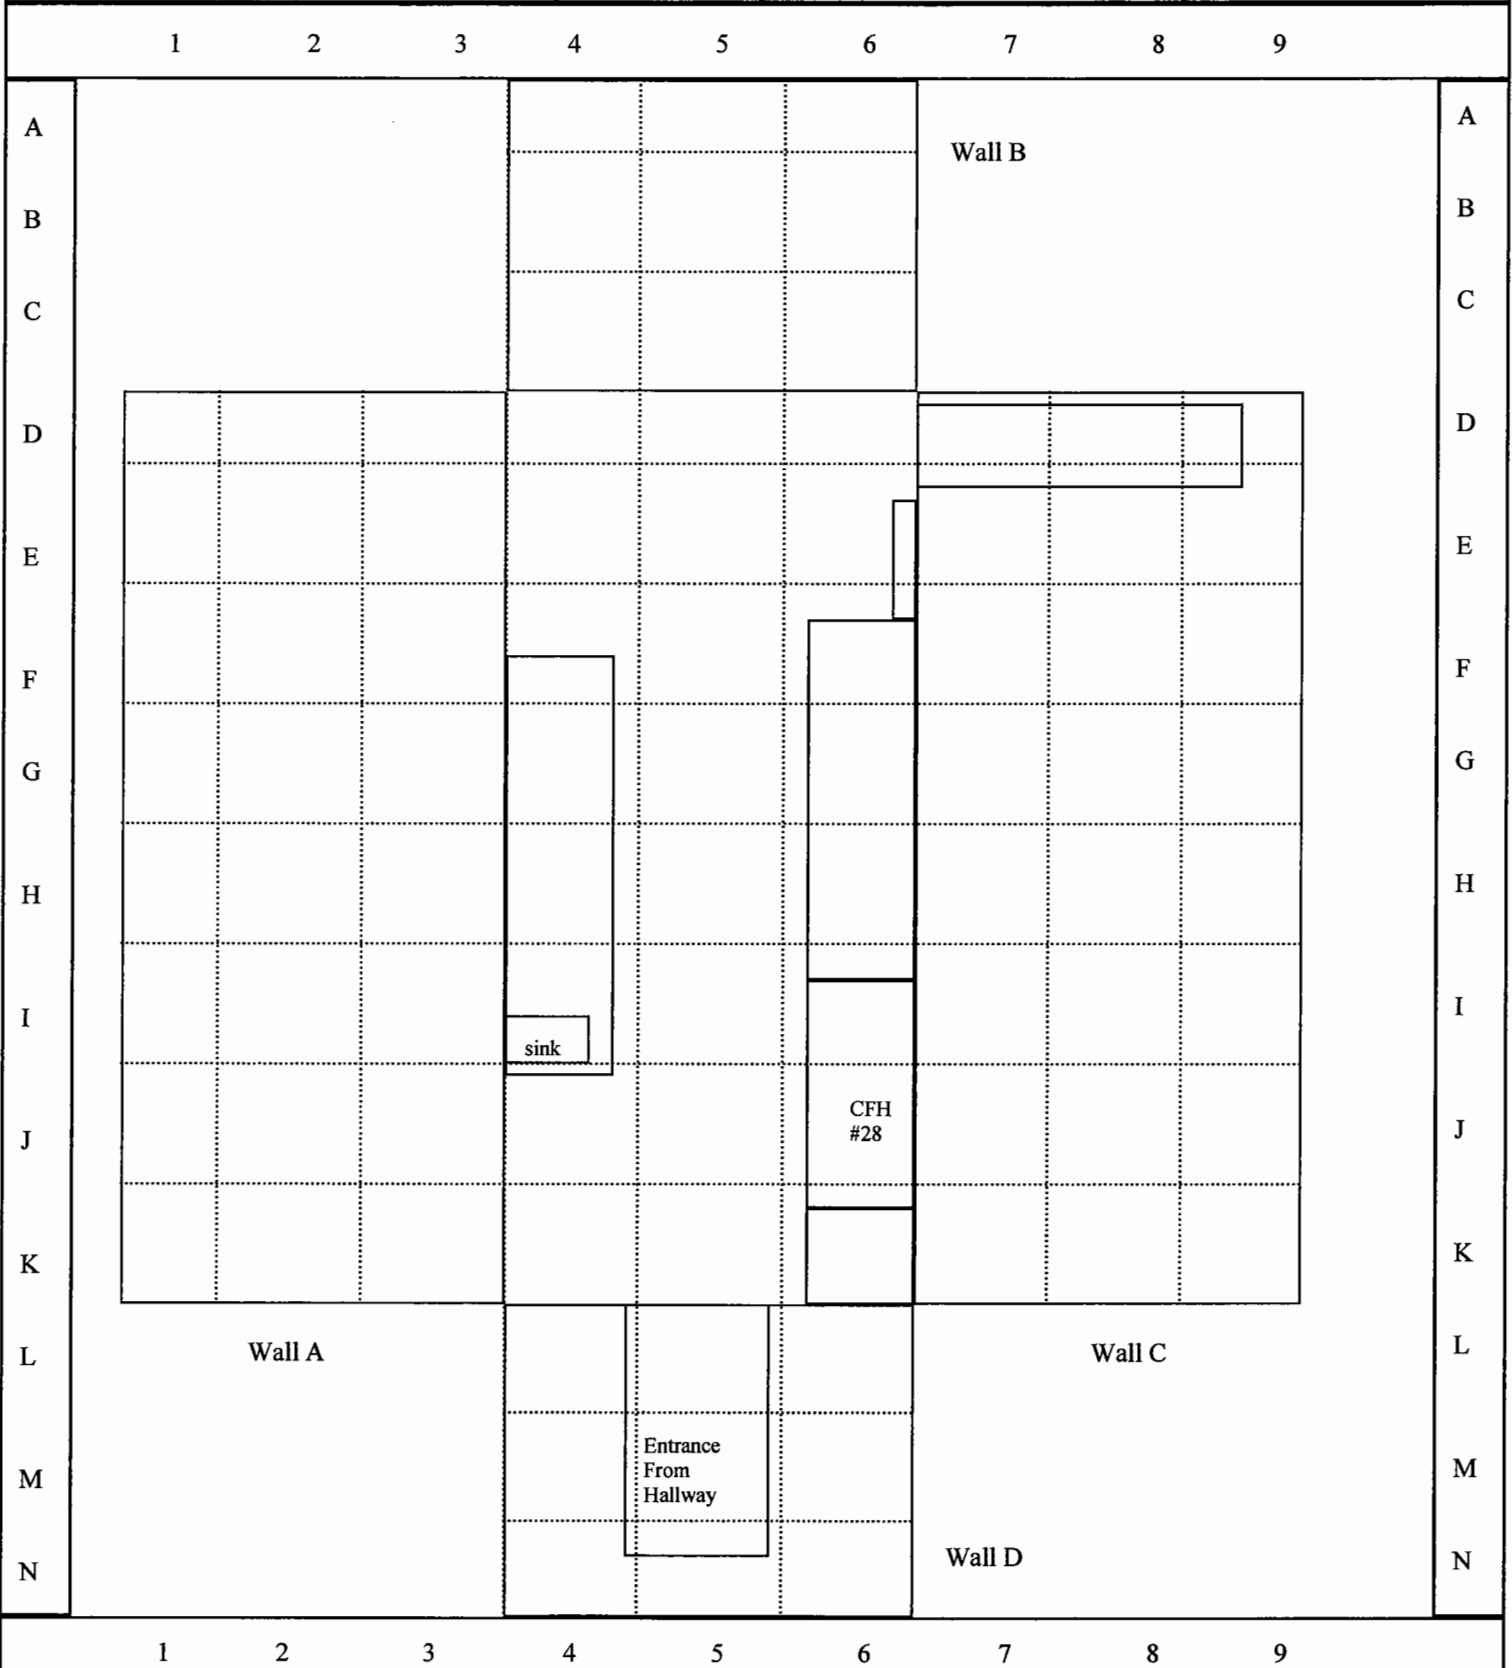 1 2 3 4 5 6 7 8 9
A A
Wall B
B B
C C
D D
E E
F F
G G
H H
I I
sink
CFH
J #28 J
K K
L Wall A Wall C L
Entrance
M From M
Hallway
N Wall D N
1 2 3 4 5 6 7 8 9